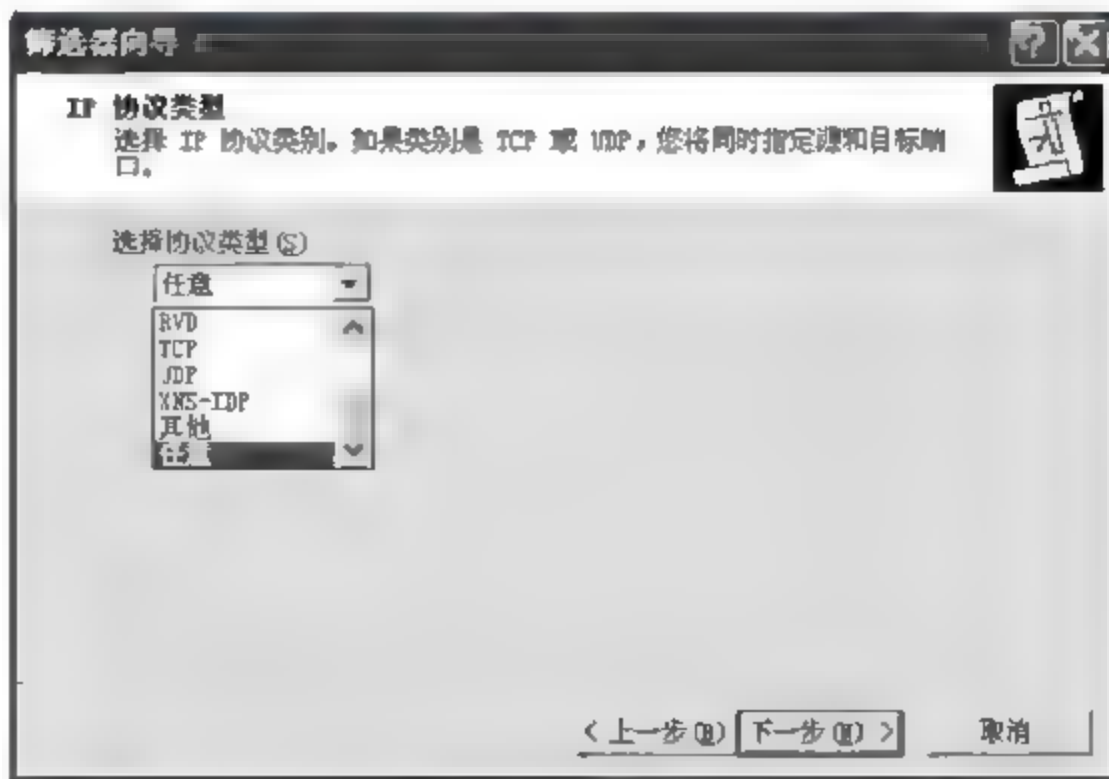 筛选器向导
IP 协议类型
选择 IP 协议类别。如果类别是 TCP 或 UDP，您将同时指定源和目标端
口。
选择协议类型(S)
任意
RVD
TCP
UDP
XNS-IDP
其他
任意
< 上一步(B)
下一步(N) >
取消